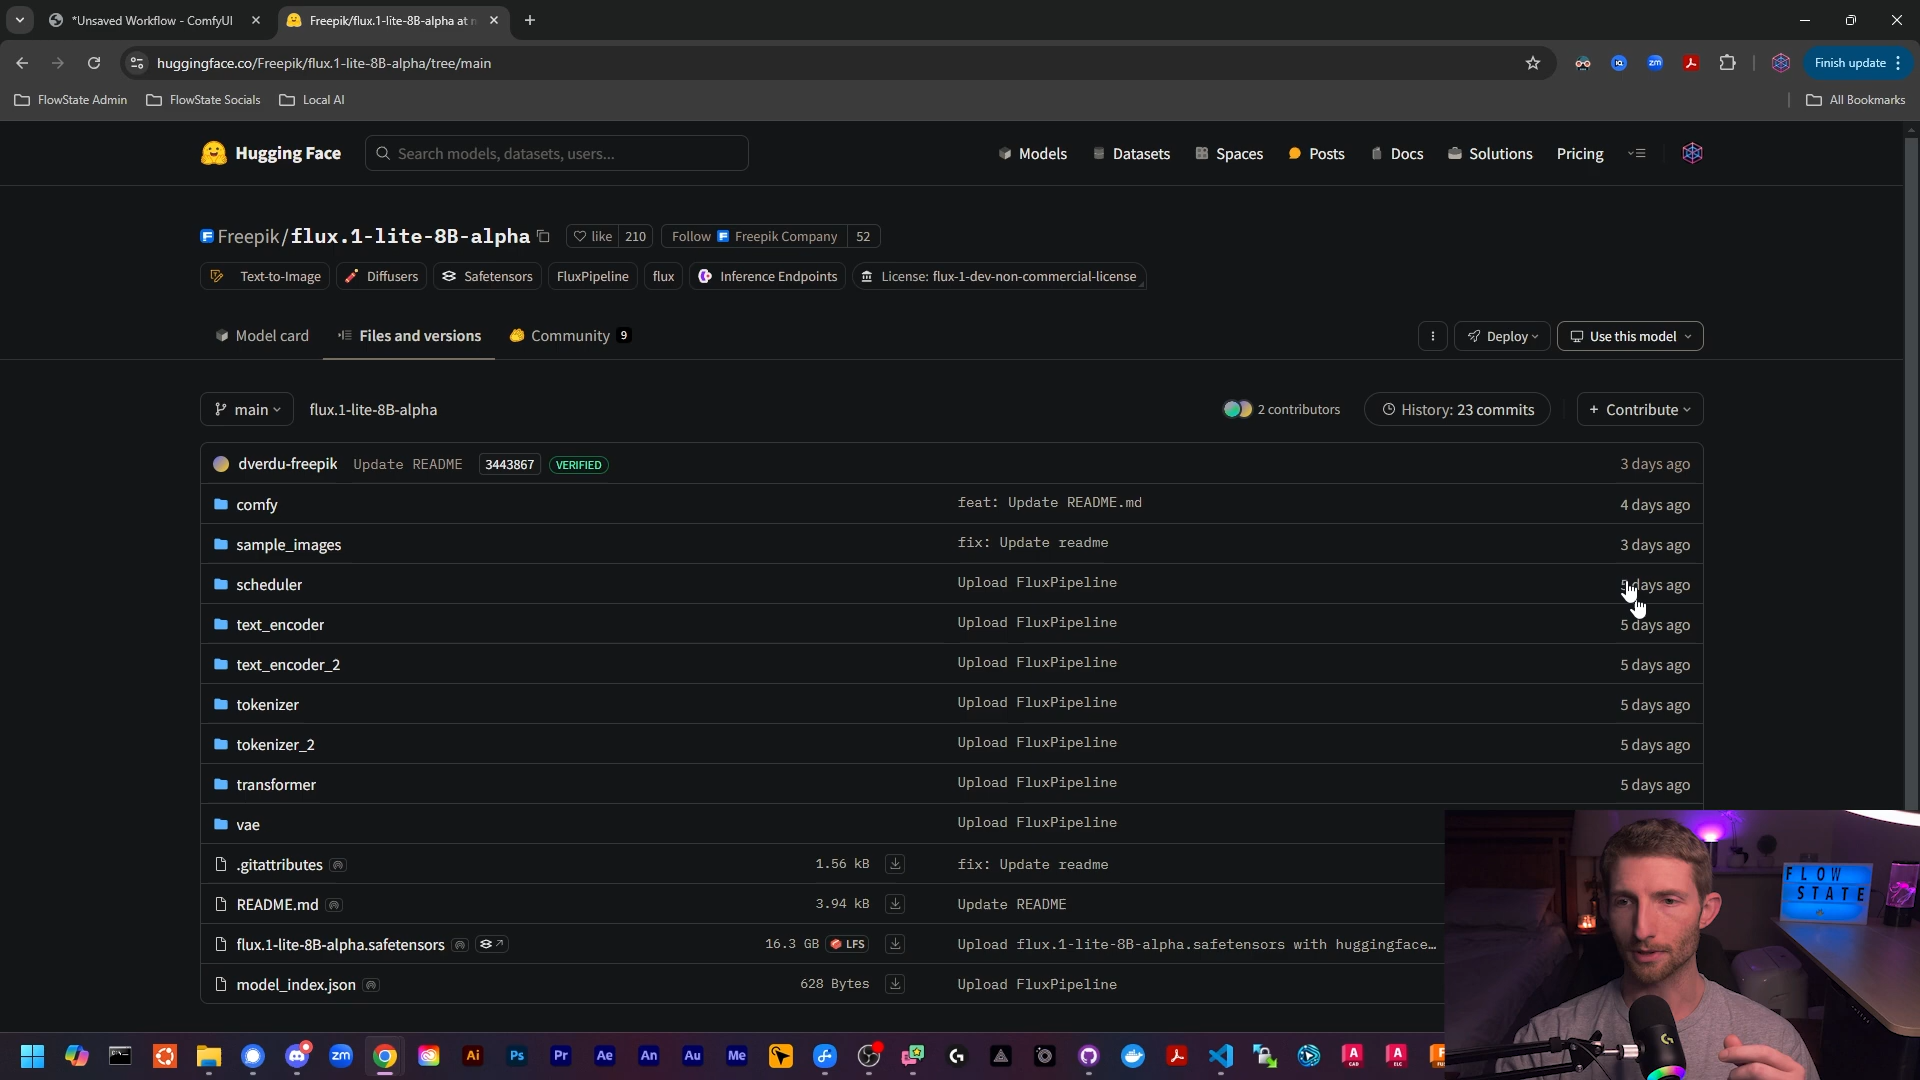 *Unsaved Workflow - ComfyUI
Freepik/flux.1-lite-8B-alpha at
huggingface.co/Freepik/flux.1-lite-8B-alpha/tree/main
Finish update
FlowState Admin
FlowState Socials
Local AI
All Bookmarks
Hugging Face
Search models, datasets, users...
Models
Datasets
Spaces
Posts
Docs
Solutions
Pricing
Freepik/flux.1-lite-8B-alpha
like 210
Follow Freepik Company 52
Text-to-Image
Diffusers
Safetensors
FluxPipeline
flux
Inference Endpoints
License: flux-1-dev-non-commercial-license
Model card
Files and versions
Community 9
Deploy
Use this model
main
flux.1-lite-8B-alpha
2 contributors
History: 23 commits
+ Contribute
dverdu-freepik Update README 3443867 VERIFIED 3 days ago
comfy feat: Update README.md 4 days ago
sample_images fix: Update readme 3 days ago
scheduler Upload FluxPipeline 5 days ago
text_encoder Upload FluxPipeline 5 days ago
text_encoder_2 Upload FluxPipeline 5 days ago
tokenizer Upload FluxPipeline 5 days ago
tokenizer_2 Upload FluxPipeline 5 days ago
transformer Upload FluxPipeline 5 days ago
vae Upload FluxPipeline
.gitattributes 1.56 kB fix: Update readme
README.md 3.94 kB Update README
flux.1-lite-8B-alpha.safetensors 16.3 GB LFS Upload flux.1-lite-8B-alpha.safetensors with huggingface…
model_index.json 628 Bytes Upload FluxPipeline
FLOW
STATE
zm
Ai
Ps
Pr
Ae
An
Au
Me